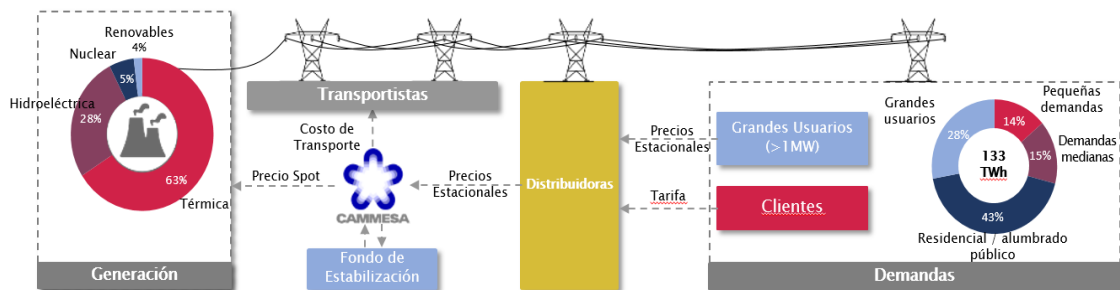 Renovables
4%
Nuclear
5%
Hidroeléctrica
28%
63%
Térmica
Generación
Transportistas
Costo de
Transporte
Precio Spot
CAMMESA
Precios
Estacionales
Fondo de
Estabilización
Distribuidoras
Precios
Estacionales
Tarifa
Grandes Usuarios
(>1MW)
Clientes
Grandes
usuarios
28%
Pequeñas
demandas
14%
Demandas
medianas
15%
133
TWh
43%
Residencial / alumbrado
público
Demandas